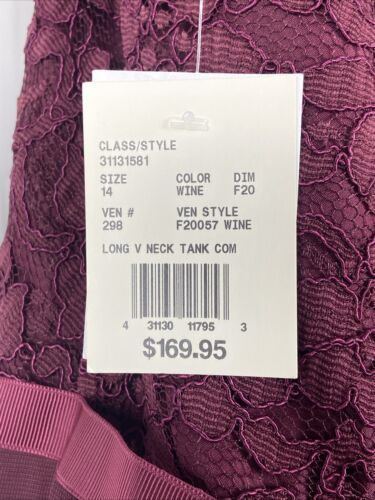 CLASS/STYLE
31131581
SIZE COLOR DIM
14 WINE F20
VEN # VEN STYLE
298 F20057 WINE
LONG V NECK TANK COM
4 31130 11795 3
$169.95